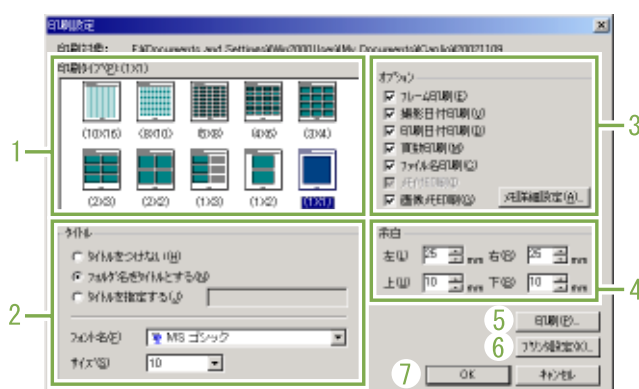 印刷設定
印刷対象: F:¥Documents and Settings¥Win2000User¥My Documents¥Ganko¥20021109
印刷タイプ(P):(1X1)
(10X16) (8X10) (6X8) (4X6) (3X4)
(2X3) (2X2) (1X3) (1X2) (1X1)
1
オプション
フレーム印刷(E)
撮影日付印刷(V)
印刷日付印刷(D)
頁数印刷(M)
ファイル名印刷(C)
画像メモ印刷(G)
メモ詳細設定(A)...
3
タイトル
タイトルをつけない(H)
フォルダ名をタイトルとする(N)
タイトルを指定する(J)
フォント名(F)
MS ゴシック
サイズ(S)
10
2
余白
左(L) 25 mm 右(R) 25 mm
上(U) 10 mm 下(B) 10 mm
4
5 印刷(P)...
6 プリンタ設定(X)...
7 OK キャンセル